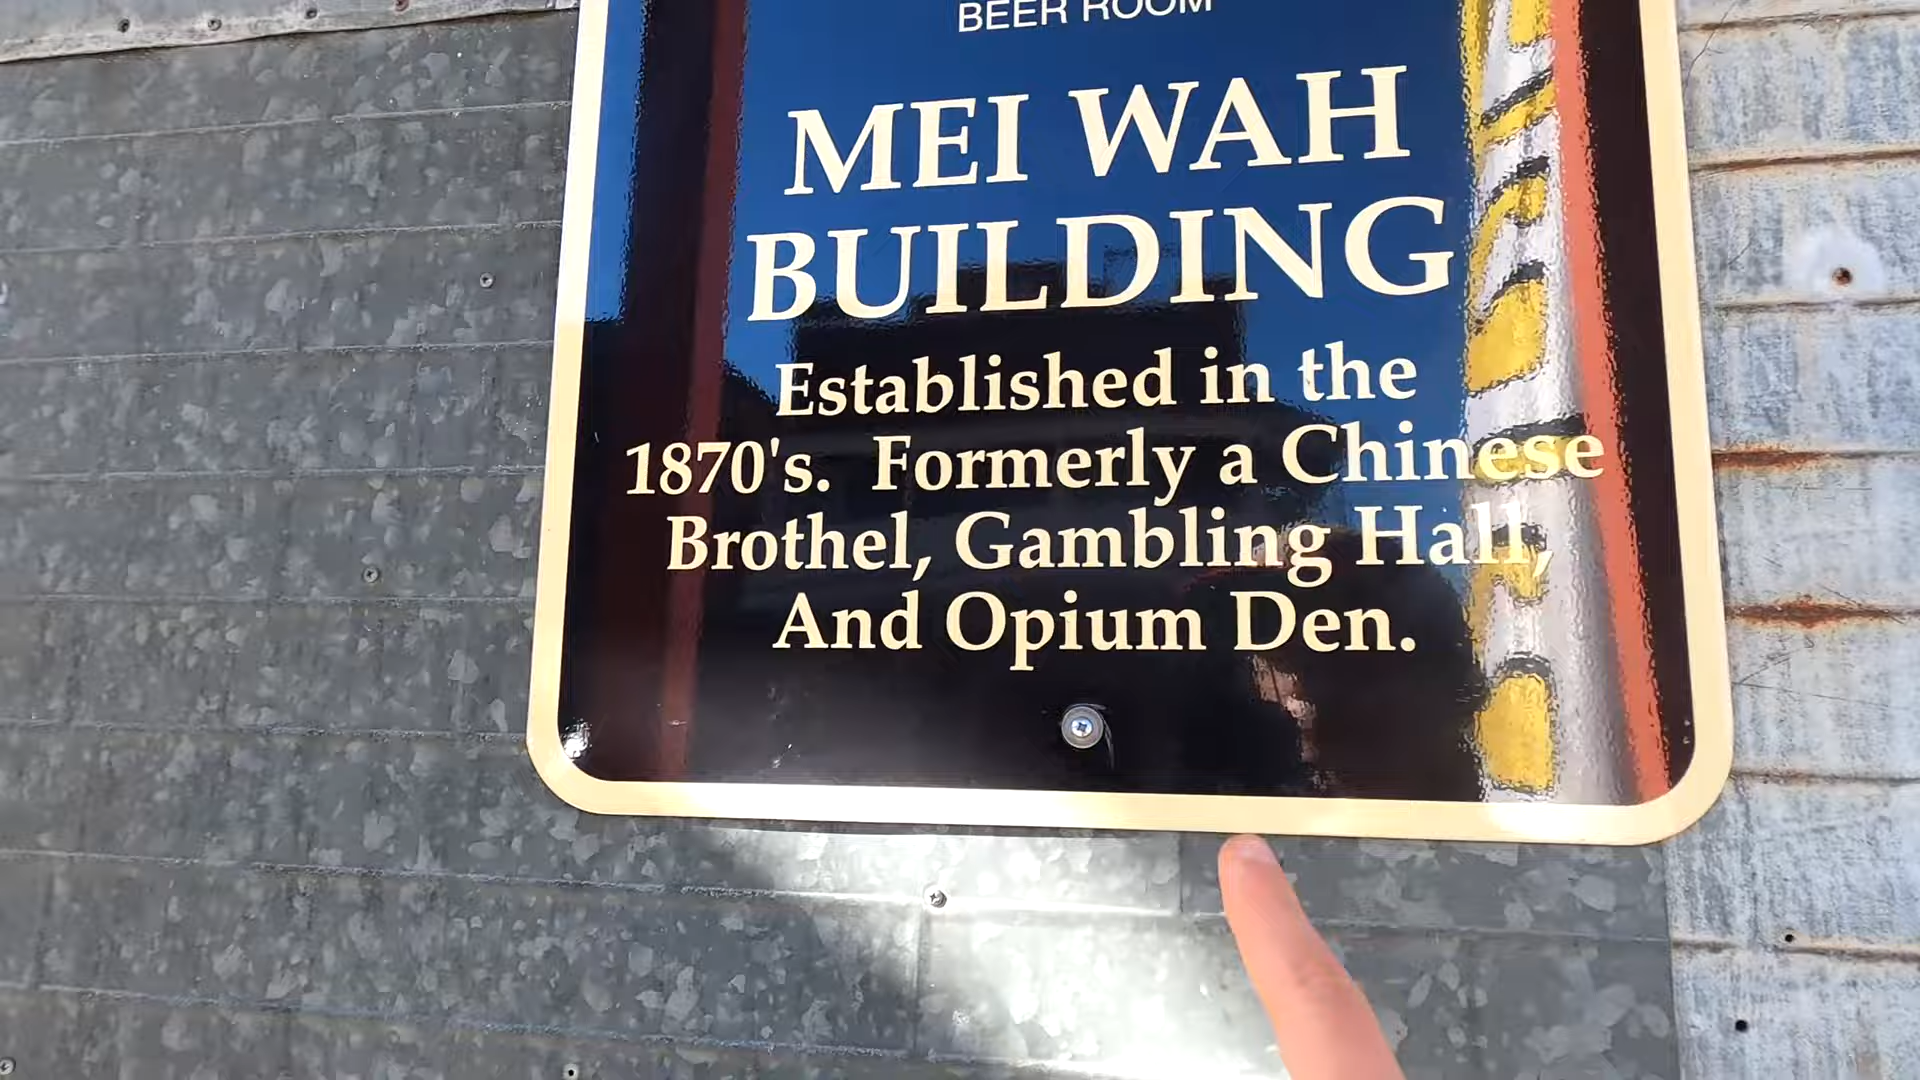 BEER ROOM
MEI WAH
BUILDING
Established in the
1870's. Formerly a Chinese
Brothel, Gambling Hall,
And Opium Den.